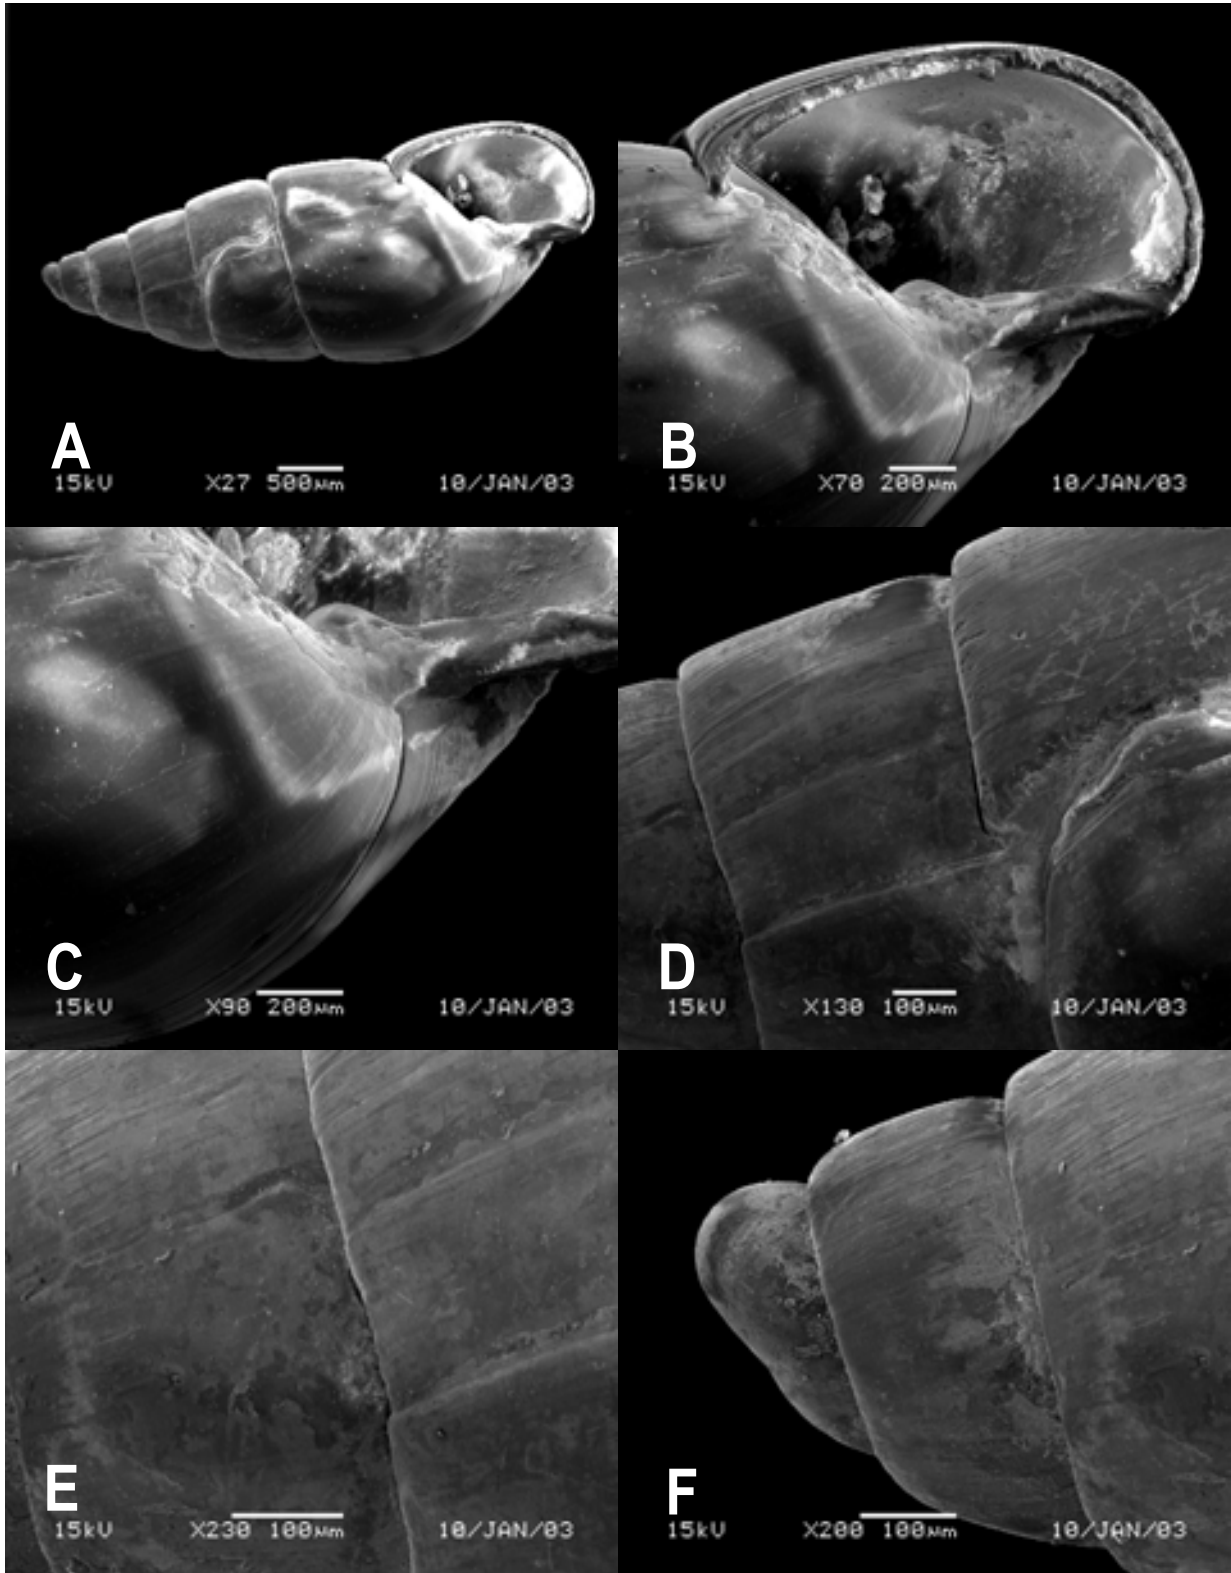 A
15kV X27 500µm 10/JAN/03
B
15kV X70 200µm 10/JAN/03
C
15kV X90 200µm 10/JAN/03
D
15kV X130 100µm 10/JAN/03
E
15kV X230 100µm 10/JAN/03
F
15kV X200 100µm 10/JAN/03